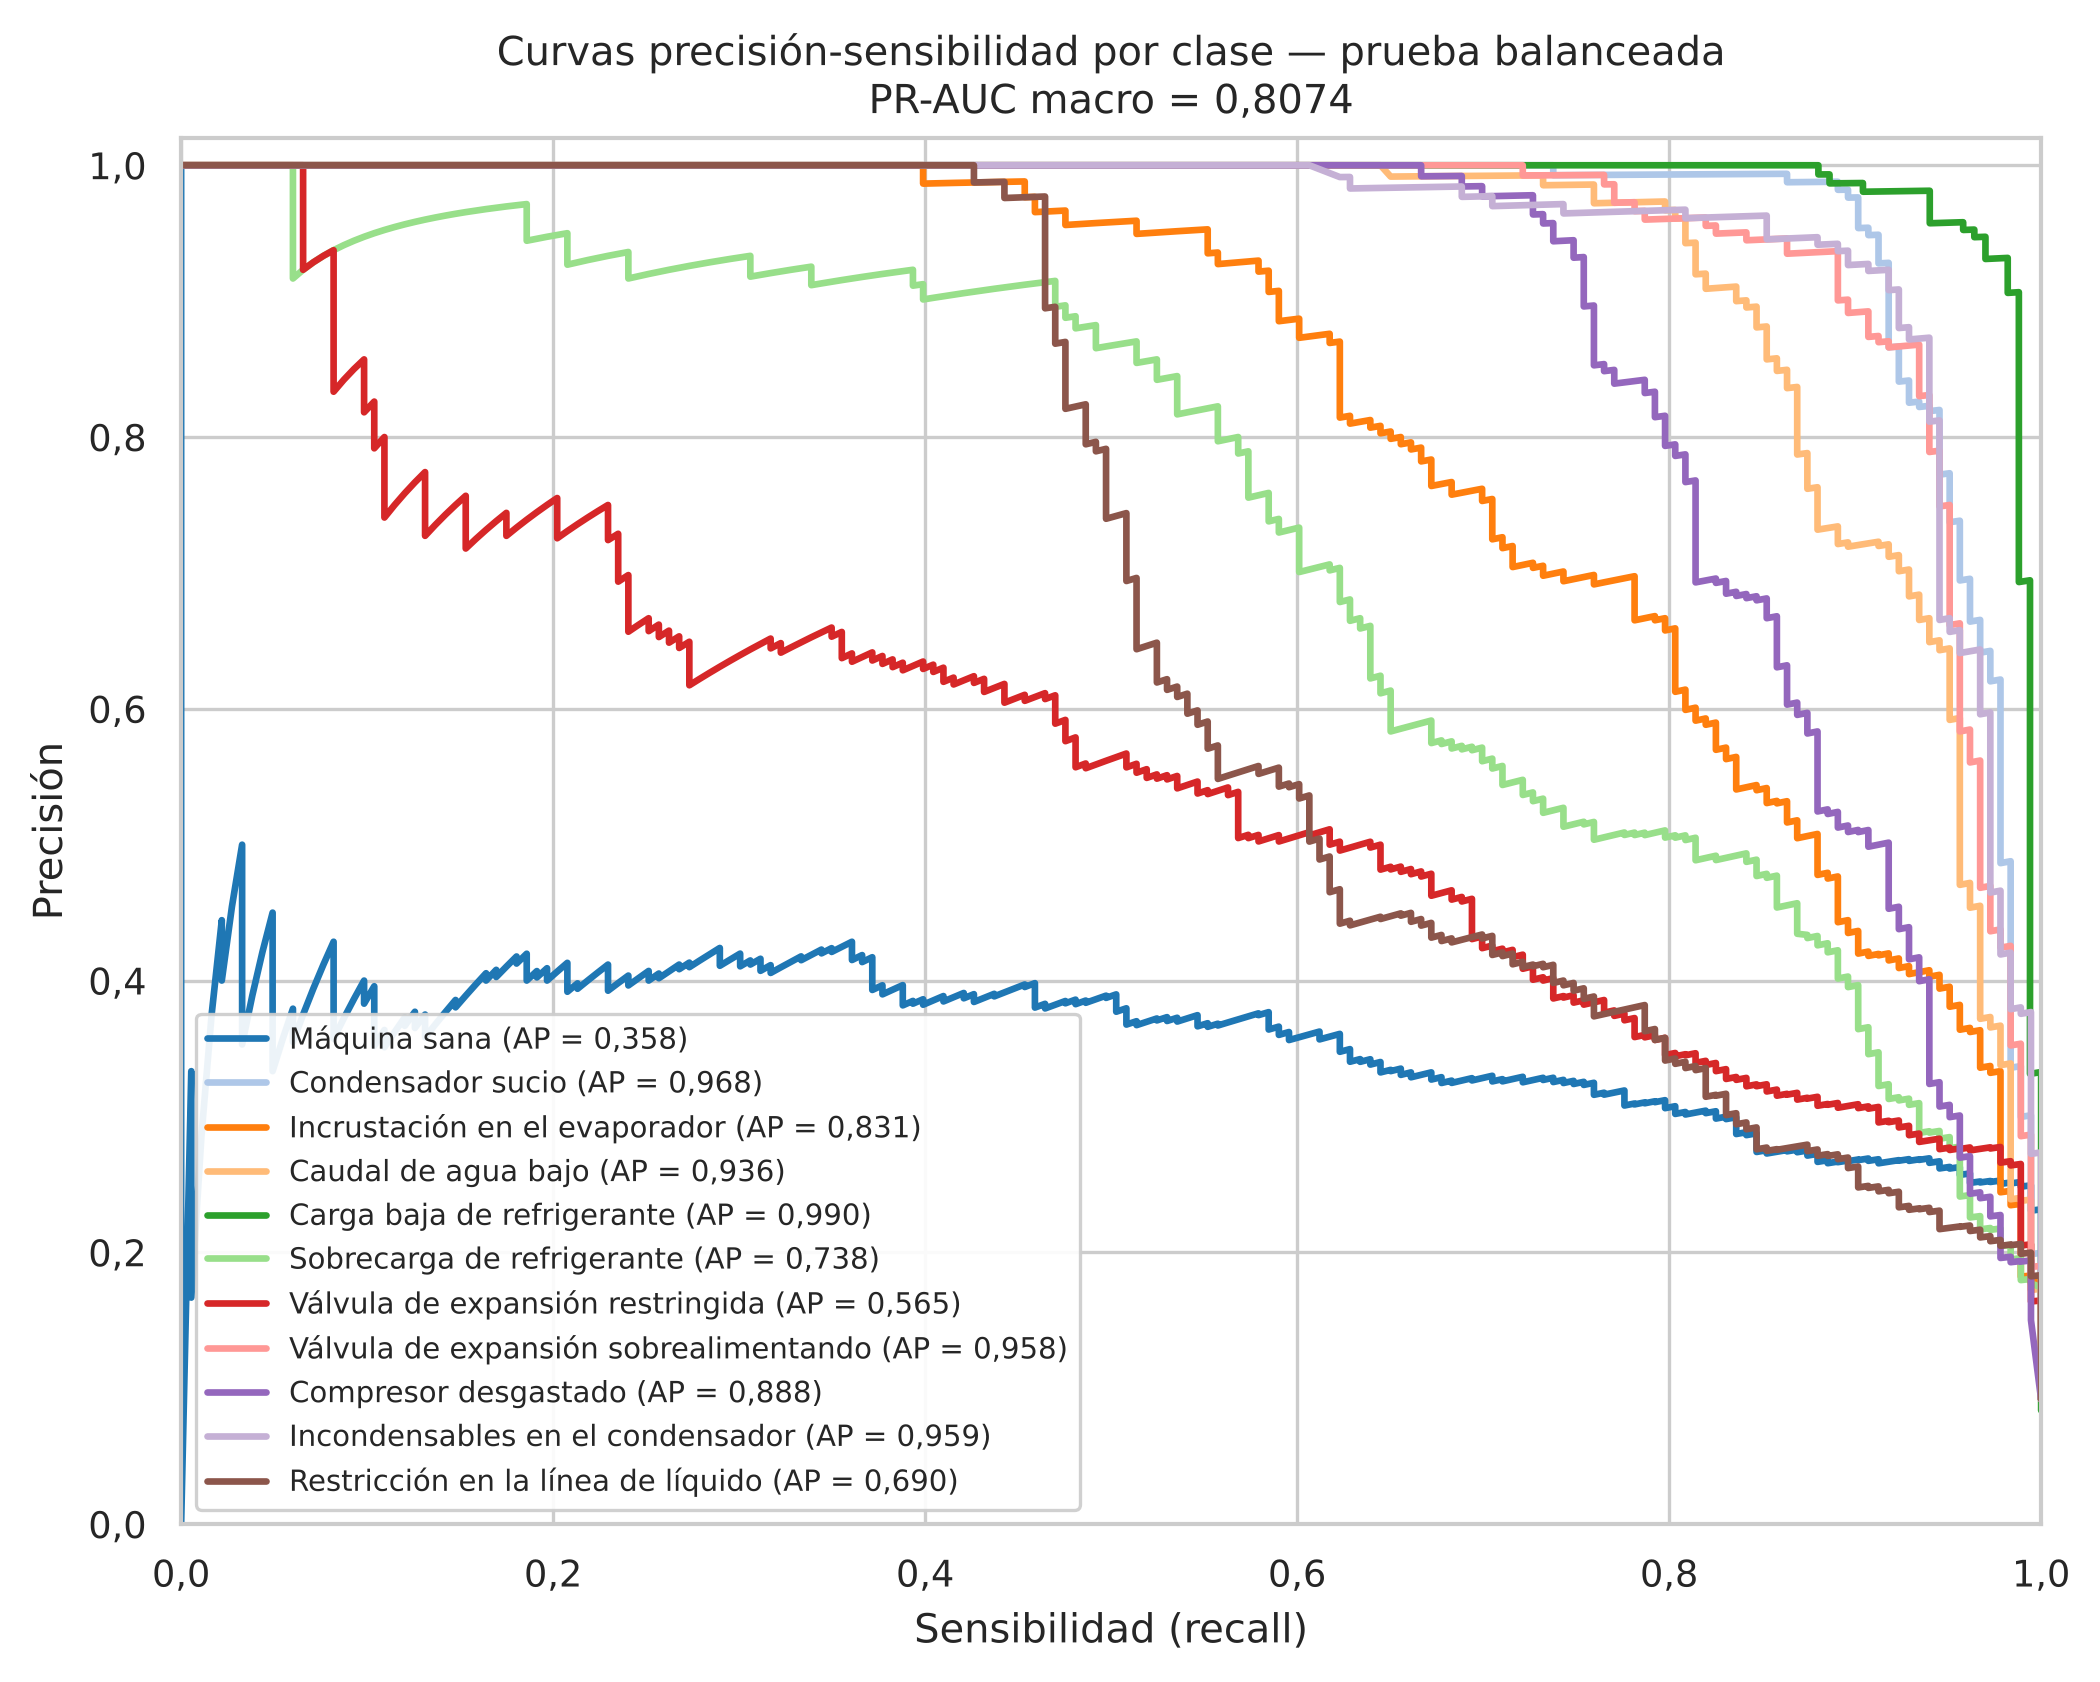 Curvas precisión-sensibilidad por clase — prueba balanceada
PR-AUC macro = 0,8074
Precisión
1,0
0,8
0,6
0,4
0,2
0,0
Máquina sana (AP = 0,358)
Condensador sucio (AP = 0,968)
Incrustación en el evaporador (AP = 0,831)
Caudal de agua bajo (AP = 0,936)
Carga baja de refrigerante (AP = 0,990)
Sobrecarga de refrigerante (AP = 0,738)
Válvula de expansión restringida (AP = 0,565)
Válvula de expansión sobrealimentando (AP = 0,958)
Compresor desgastado (AP = 0,888)
Incondensables en el condensador (AP = 0,959)
Restricción en la línea de líquido (AP = 0,690)
0,0 0,2 0,4 0,6 0,8 1,0
Sensibilidad (recall)